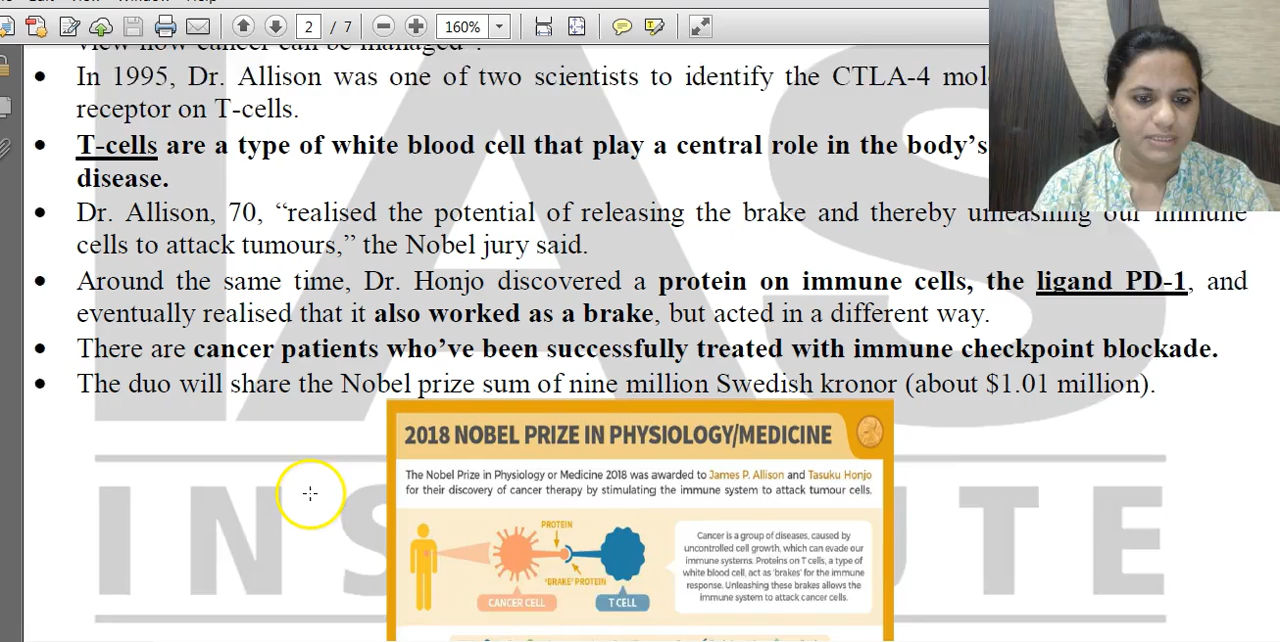 2 / 7 160%
view how cancer can be managed".
In 1995, Dr. Allison was one of two scientists to identify the CTLA-4
receptor on T-cells.
T-cells are a type of white blood cell that play a central role in the body's
disease.
Dr. Allison, 70, “realised the potential of releasing the brake and thereby unleashing our immune
cells to attack tumours,” the Nobel jury said.
Around the same time, Dr. Honjo discovered a protein on immune cells, the ligand PD-1, and
eventually realised that it also worked as a brake, but acted in a different way.
There are cancer patients who’ve been successfully treated with immune checkpoint blockade.
The duo will share the Nobel prize sum of nine million Swedish kronor (about $1.01 million).
2018 NOBEL PRIZE IN PHYSIOLOGY/MEDICINE
The Nobel Prize in Physiology or Medicine 2018 was awarded to James P. Allison and Tasuku Honjo
for their discovery of cancer therapy by stimulating the immune system to attack tumour cells.
PROTEIN
'BRAKE' PROTEIN
CANCER CELL
T CELL
Cancer is a group of diseases, caused by
uncontrolled cell growth, which can evade our
immune systems. Proteins on T cells, a type of
white blood cell, act as 'brakes' for the immune
response. Unleashing these brakes allows the
immune system to attack cancer cells.
IAS